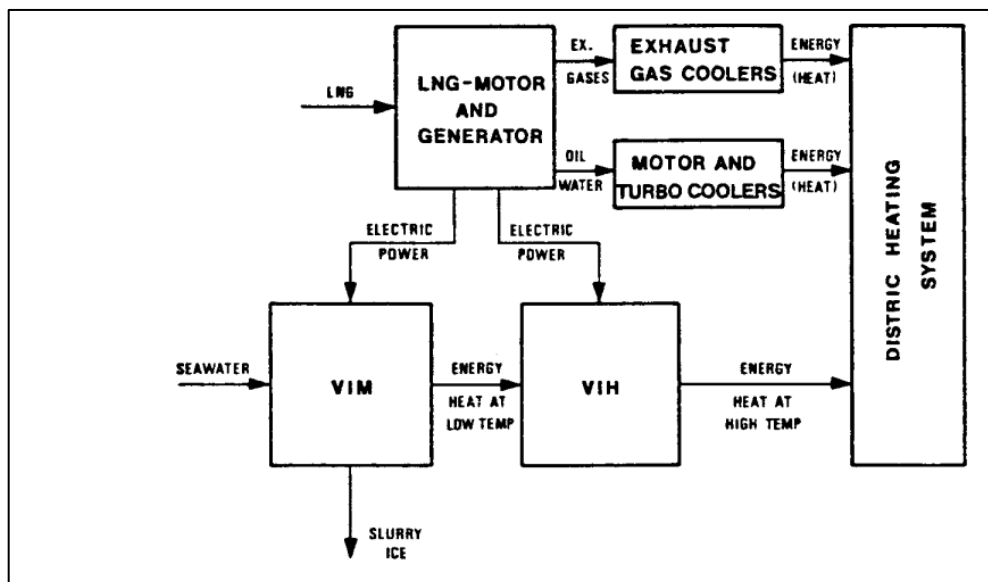 LNG
LNG-MOTOR
AND
GENERATOR
EX.
GASES
EXHAUST
GAS COOLERS
ENERGY
(HEAT)
OIL
WATER
MOTOR AND
TURBO COOLERS
ENERGY
(HEAT)
DISTRIC HEATING
SYSTEM
ELECTRIC
POWER
ELECTRIC
POWER
SEAWATER
VIM
ENERGY
HEAT AT
LOW TEMP
VIH
ENERGY
HEAT AT
HIGH TEMP
SLURRY
ICE